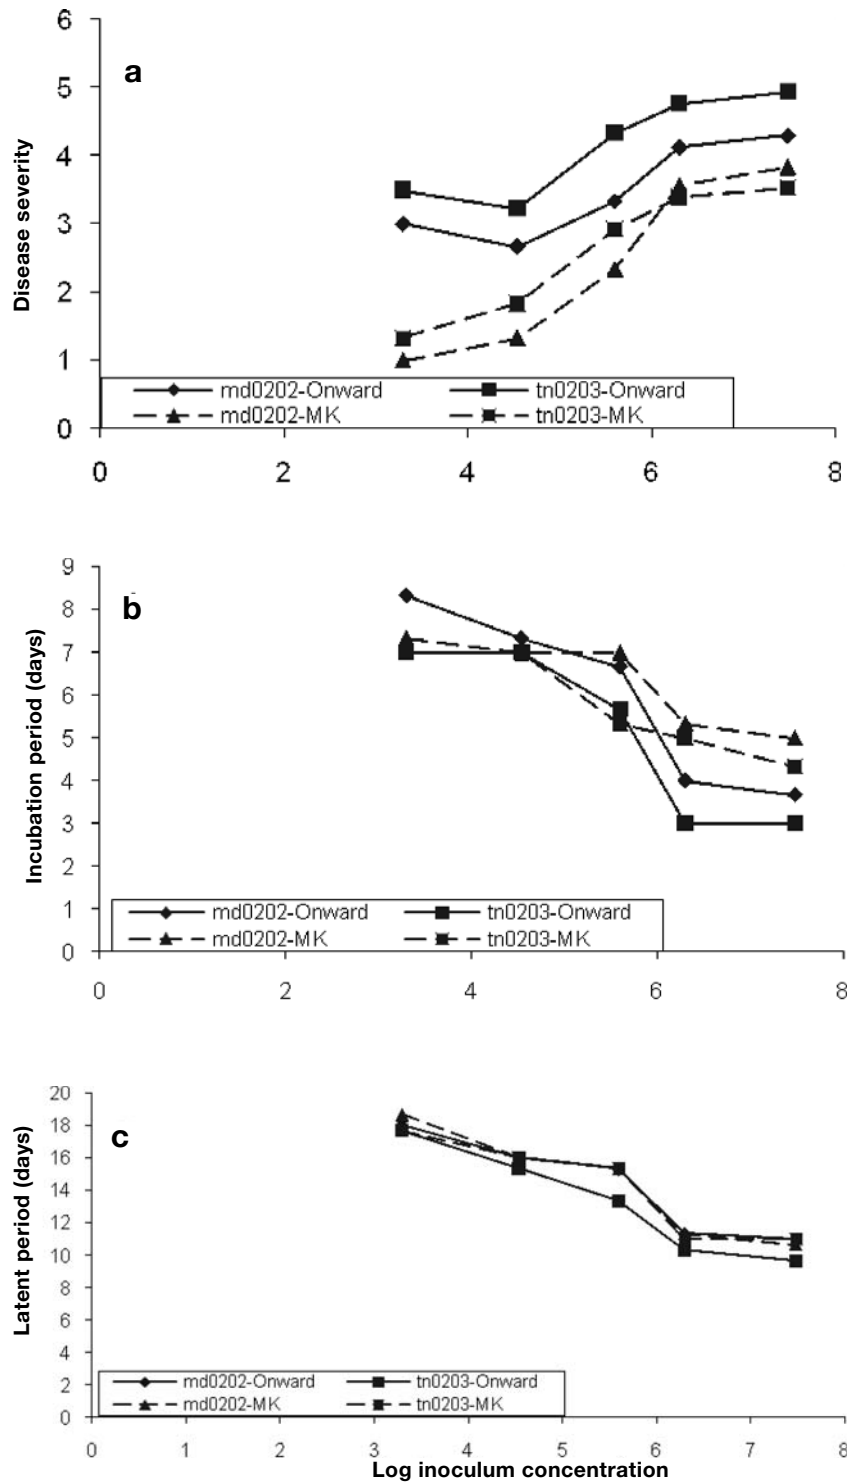 a
Disease severity
6
5
4
3
2
1
0
md0202-Onward tn0203-Onward
md0202-MK tn0203-MK
0 2 4 6 8
b
Incubation period (days)
9
8
7
6
5
4
3
2
1
0
md0202-Onward tn0203-Onward
md0202-MK tn0203-MK
0 2 4 6 8
c
Latent period (days)
20
18
16
14
12
10
8
6
4
2
0
md0202-Onward tn0203-Onward
md0202-MK tn0203-MK
0 1 2 3 4 5 6 7 8
Log inoculum concentration